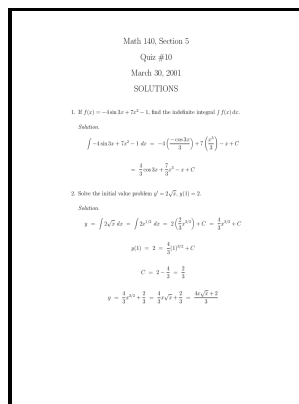 Math 140, Section 5
Quiz #10
March 30, 2001
SOLUTIONS
1. If f(x) = −4 sin 3x + 7x² − 1, find the indefinite integral ∫ f(x) dx.
Solution.
∫ −4 sin 3x + 7x² − 1 dx = −4 (−cos 3x / 3) + 7 (x³ / 3) − x + C
= 4/3 cos 3x + 7/3 x³ − x + C
2. Solve the initial value problem y′ = 2√x, y(1) = 2.
Solution.
y = ∫ 2√x dx = ∫ 2x^{1/2} dx = 2 (2/3 x^{3/2}) + C = 4/3 x^{3/2} + C
y(1) = 2 = 4/3 (1)^{3/2} + C
C = 2 − 4/3 = 2/3
y = 4/3 x^{3/2} + 2/3 = 4/3 x√x + 2/3 = (4x√x + 2) / 3